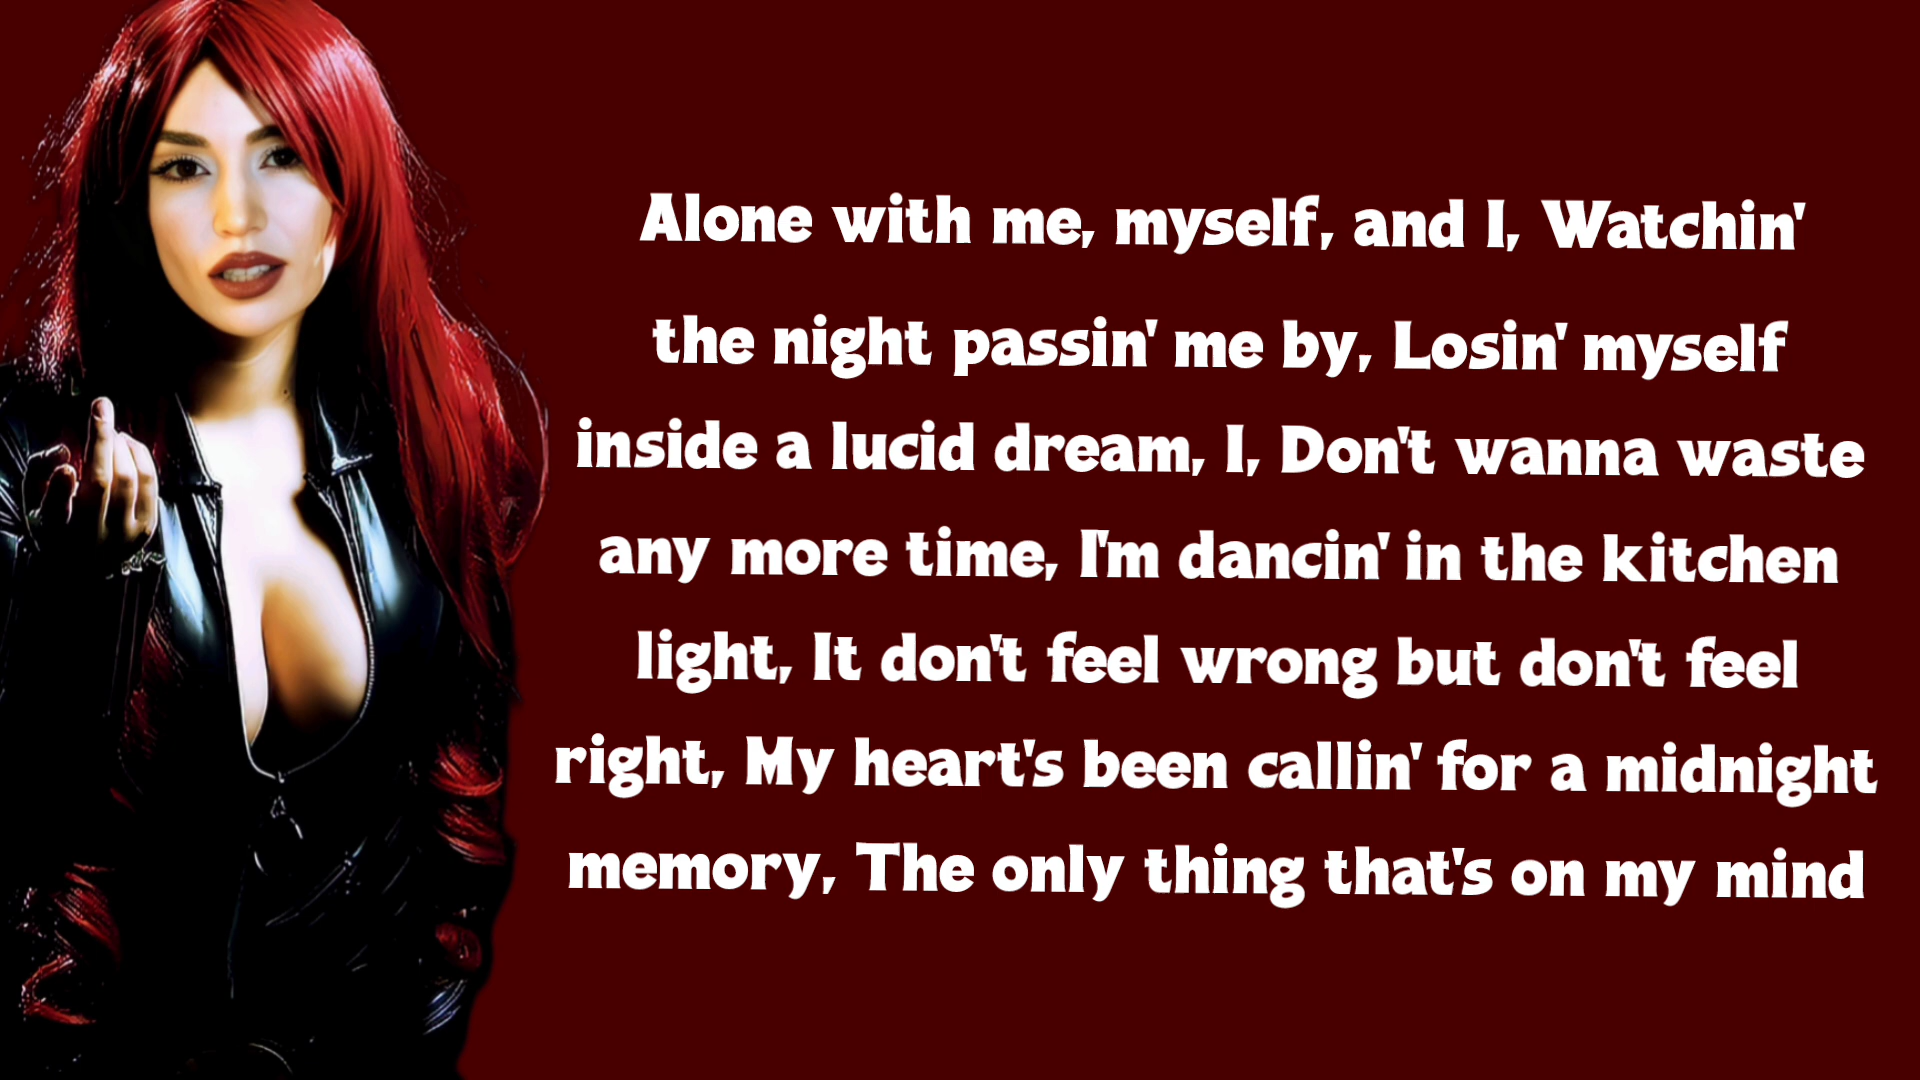 Alone with me, myself, and I, Watchin'
the night passin' me by, Losin' myself
inside a lucid dream, I, Don't wanna waste
any more time, I'm dancin' in the kitchen
light, It don't feel wrong but don't feel
right, My heart's been callin' for a midnight
memory, The only thing that's on my mind